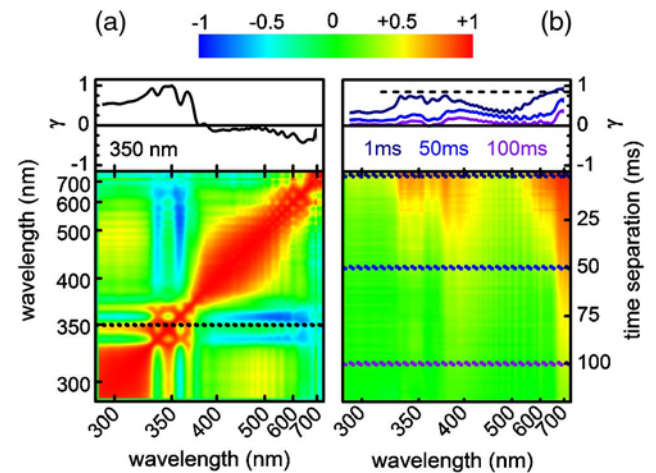 (a) -1 -0.5 0 +0.5 +1 (b)
γ 1 0 -1
350 nm
1 0 -1 γ
1ms 50ms 100ms
wavelength (nm)
700
600
500
400
350
300
300 350 400 500 600 700
wavelength (nm)
25
50
75
100
time separation (ms)
300 350 400 500 600 700
wavelength (nm)